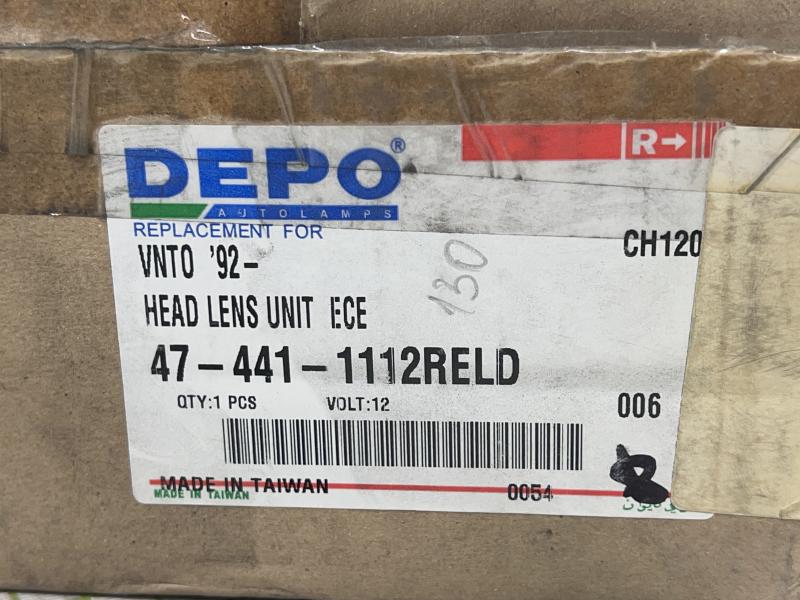 DEPO®
R→
AUTOLAMPS
REPLACEMENT FOR
CH120
VNTO '92-
130
HEAD LENS UNIT ECE
47-441-1112RELD
QTY:1 PCS VOLT:12 006
MADE IN TAIWAN 0054
MADE IN TAIWAN